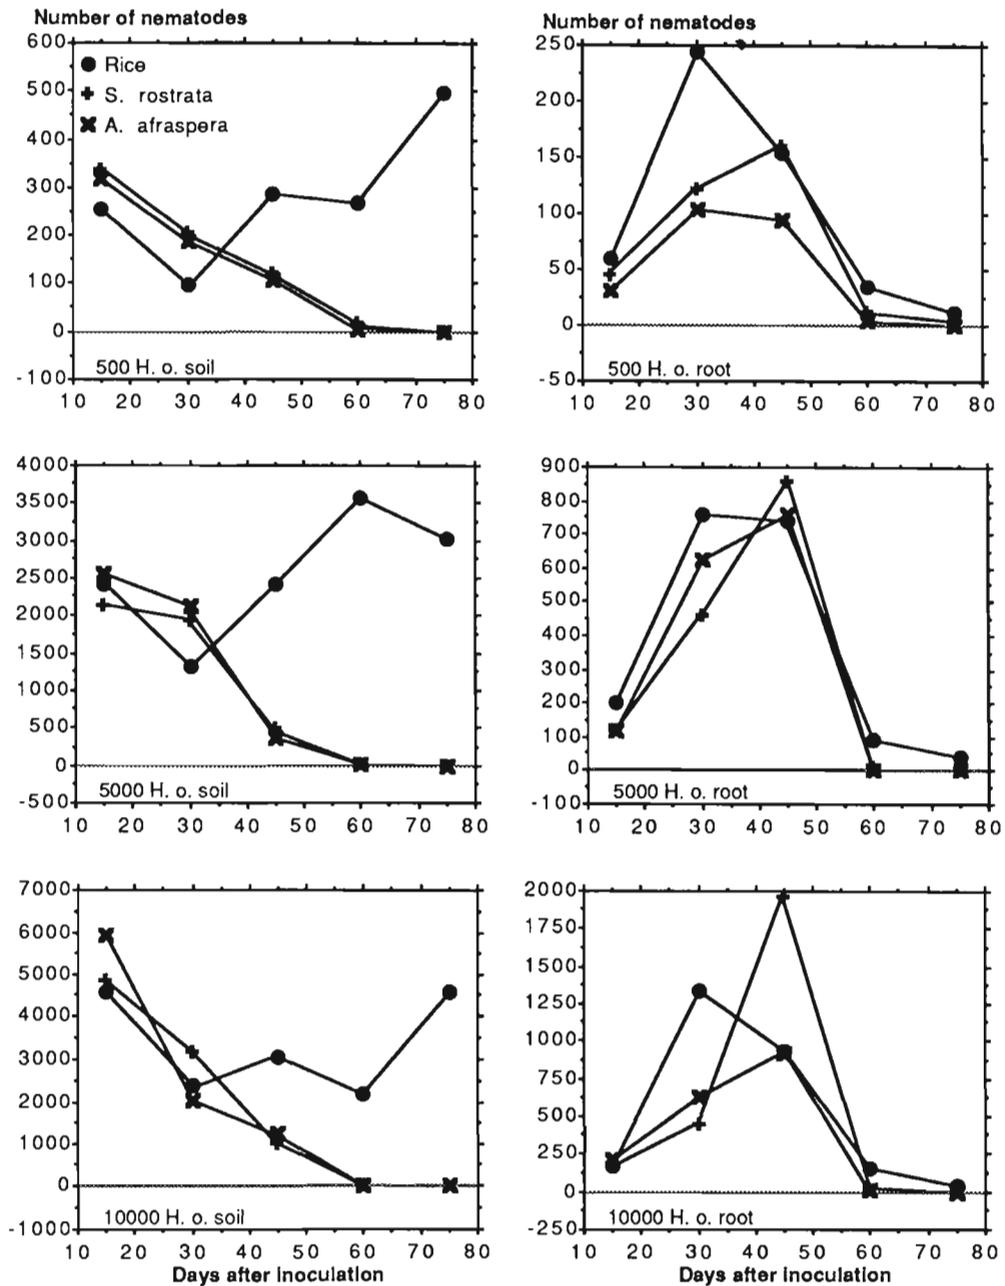 Number of nematodes
600
500
400
300
200
100
0
-100
Rice
S. rostrata
A. afraspera
500 H. o. soil
10 20 30 40 50 60 70 80
Number of nematodes
250
200
150
100
50
0
-50
500 H. o. root
10 20 30 40 50 60 70 80
4000
3500
3000
2500
2000
1500
1000
500
0
-500
5000 H. o. soil
10 20 30 40 50 60 70 80
900
800
700
600
500
400
300
200
100
0
-100
5000 H. o. root
10 20 30 40 50 60 70 80
7000
6000
5000
4000
3000
2000
1000
0
-1000
10000 H. o. soil
10 20 30 40 50 60 70 80
Days after inoculation
2000
1750
1500
1250
1000
750
500
250
0
-250
10000 H. o. root
10 20 30 40 50 60 70 80
Days after inoculation